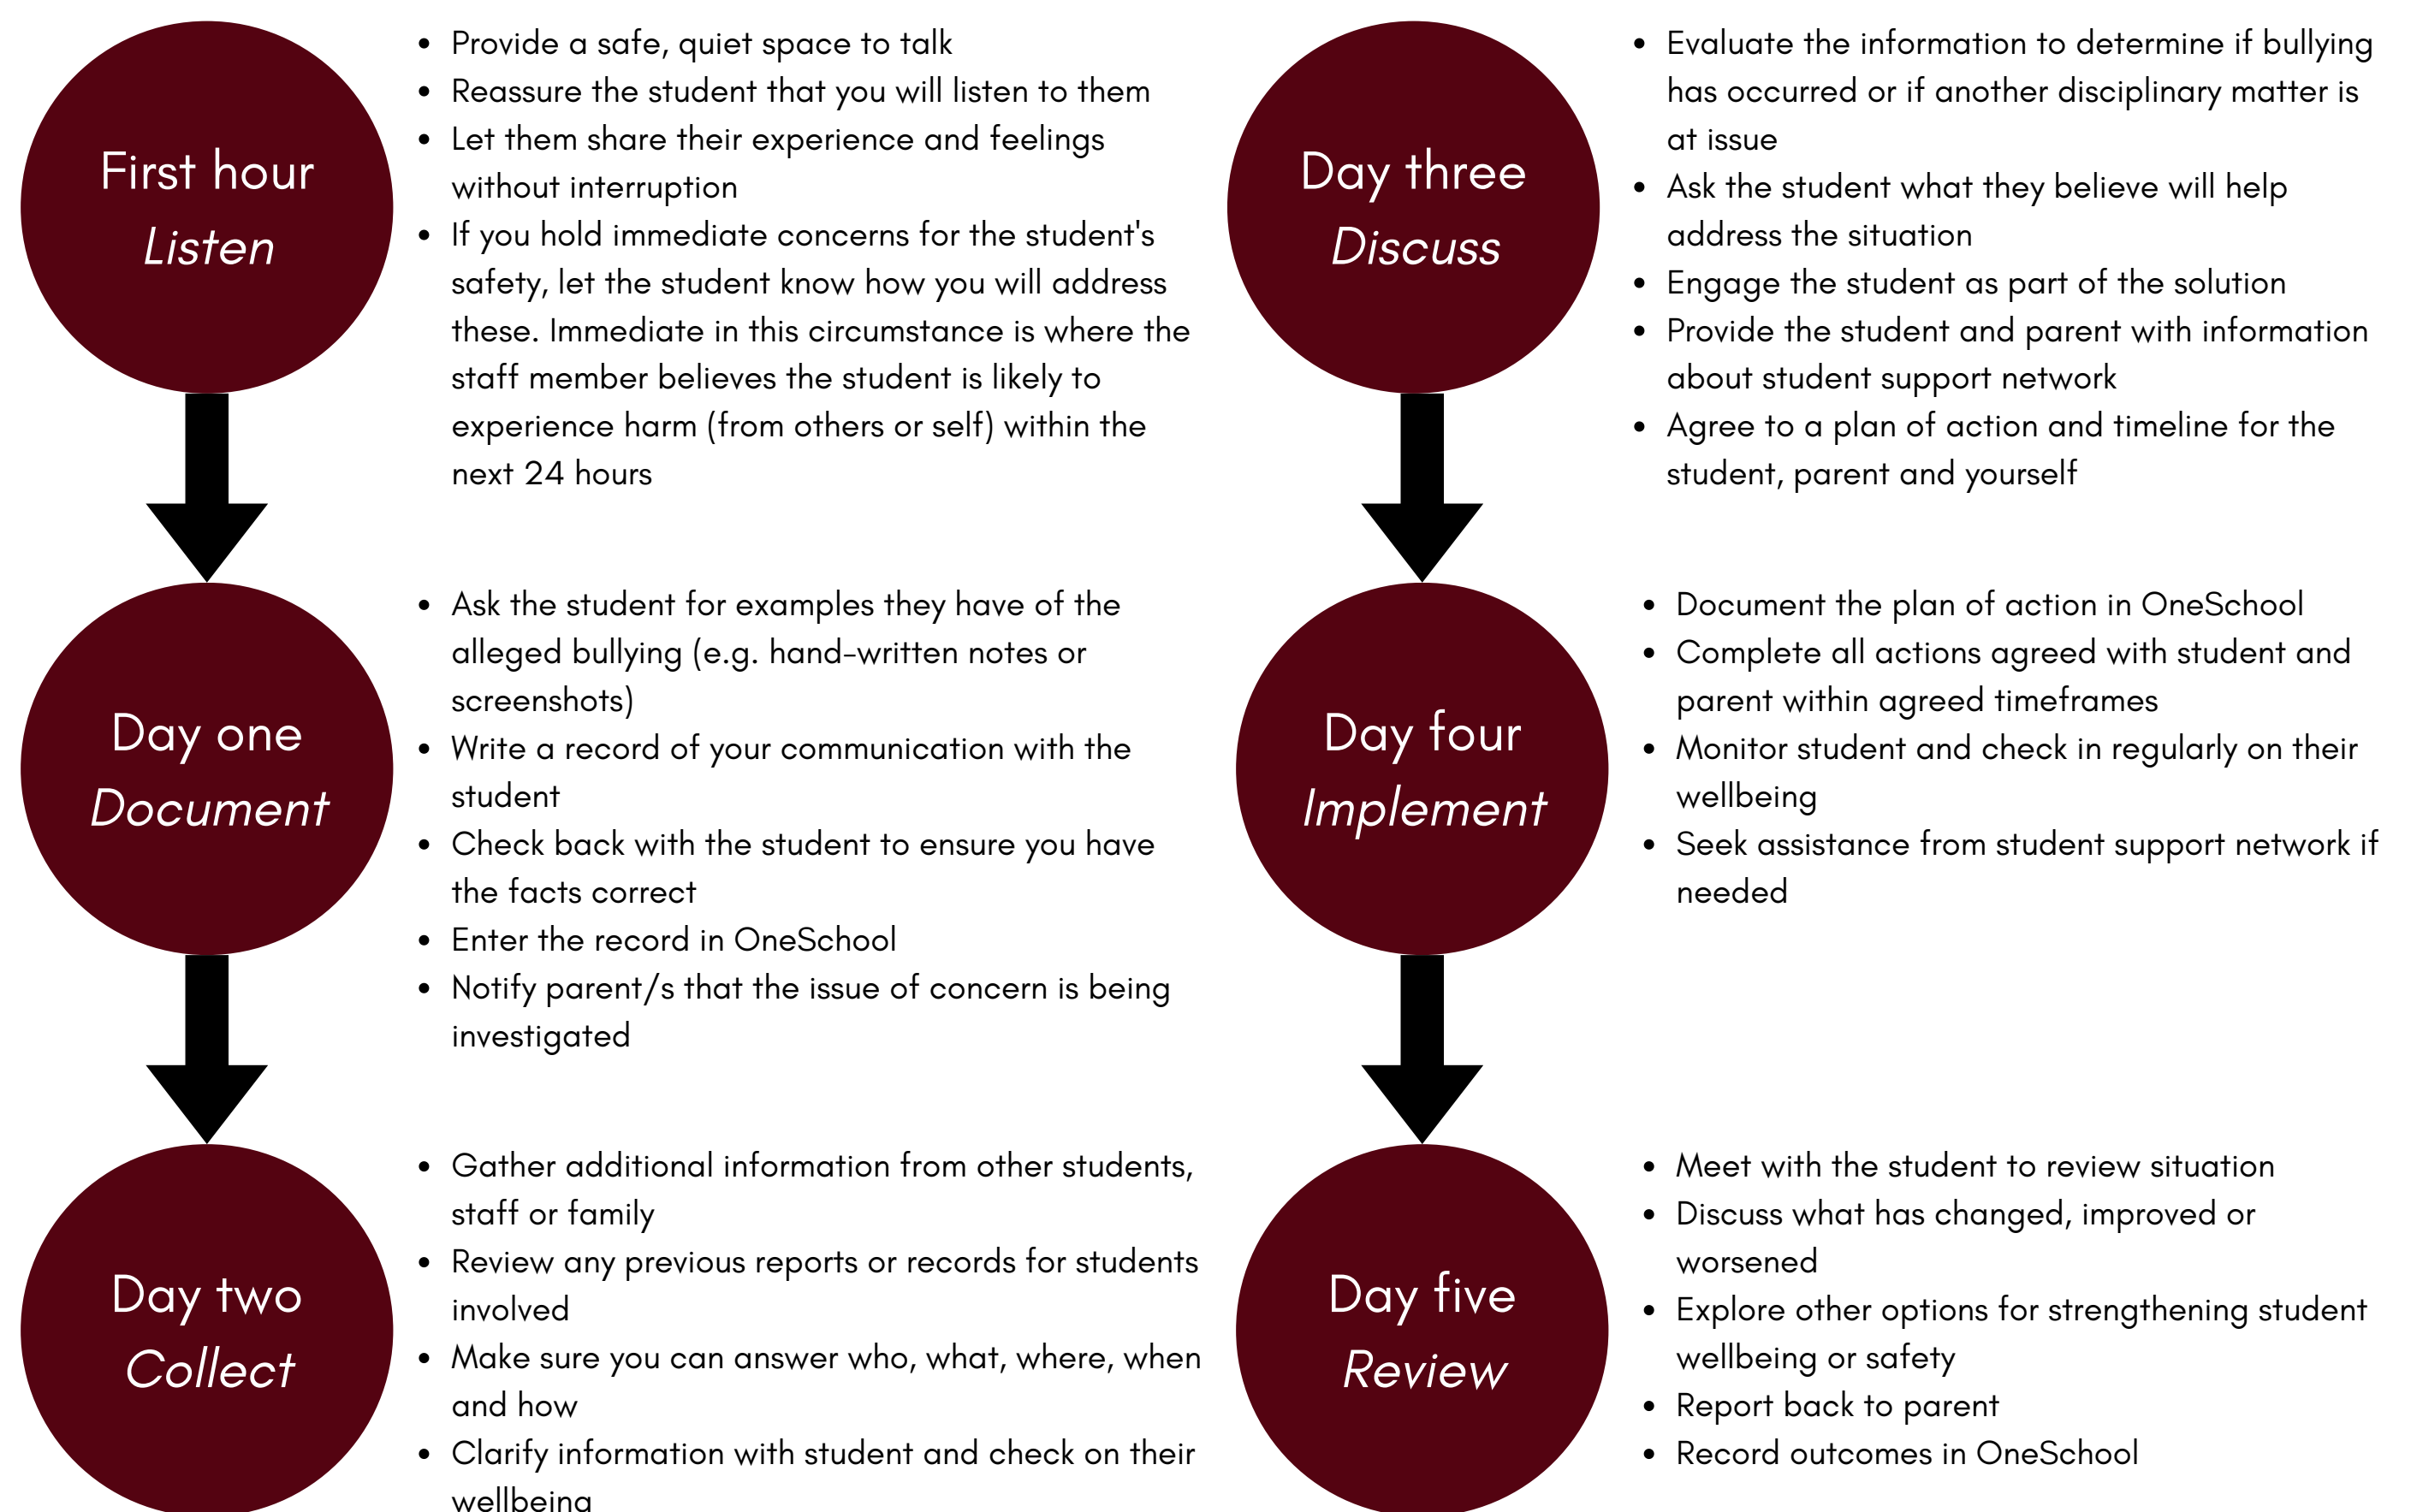 First hour
Listen
• Provide a safe, quiet space to talk
• Reassure the student that you will listen to them
• Let them share their experience and feelings
without interruption
• If you hold immediate concerns for the student's
safety, let the student know how you will address
these. Immediate in this circumstance is where the
staff member believes the student is likely to
experience harm (from others or self) within the
next 24 hours
Day one
Document
• Ask the student for examples they have of the
alleged bullying (e.g. hand-written notes or
screenshots)
• Write a record of your communication with the
student
• Check back with the student to ensure you have
the facts correct
• Enter the record in OneSchool
• Notify parent/s that the issue of concern is being
investigated
Day two
Collect
• Gather additional information from other students,
staff or family
• Review any previous reports or records for students
involved
• Make sure you can answer who, what, where, when
and how
• Clarify information with student and check on their
wellbeing
Day three
Discuss
• Evaluate the information to determine if bullying
has occurred or if another disciplinary matter is
at issue
• Ask the student what they believe will help
address the situation
• Engage the student as part of the solution
• Provide the student and parent with information
about student support network
• Agree to a plan of action and timeline for the
student, parent and yourself
Day four
Implement
• Document the plan of action in OneSchool
• Complete all actions agreed with student and
parent within agreed timeframes
• Monitor student and check in regularly on their
wellbeing
• Seek assistance from student support network if
needed
Day five
Review
• Meet with the student to review situation
• Discuss what has changed, improved or
worsened
• Explore other options for strengthening student
wellbeing or safety
• Report back to parent
• Record outcomes in OneSchool